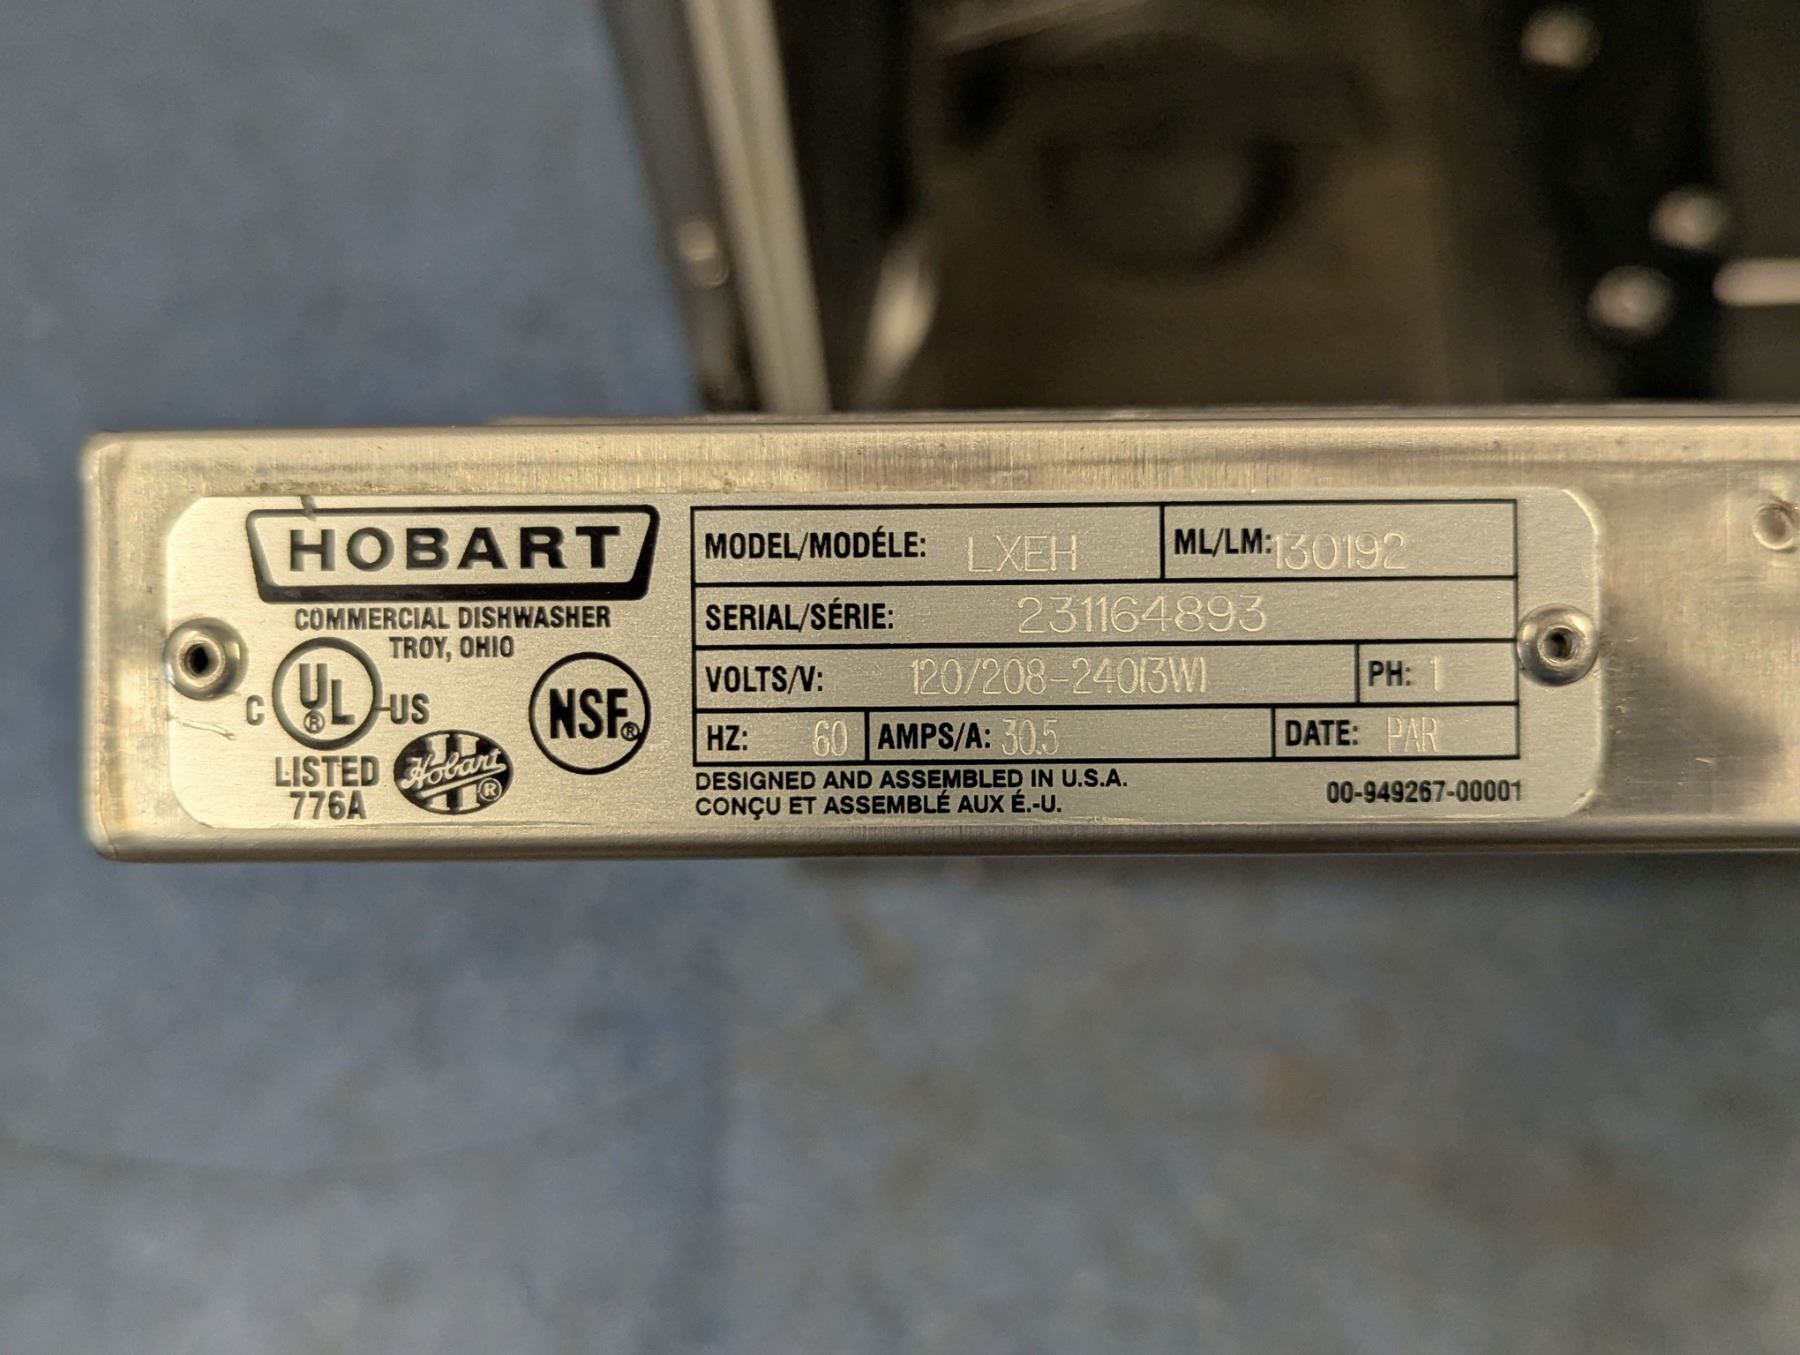 HOBART
COMMERCIAL DISHWASHER
TROY, OHIO
C UL® US
LISTED
776A
Hobart®
NSF®
MODEL/MODÉLE: LXEH
ML/LM: 130192
SERIAL/SÉRIE: 231164893
VOLTS/V: 120/208-240(3W)
PH: 1
HZ: 60
AMPS/A: 30.5
DATE: PAR
DESIGNED AND ASSEMBLED IN U.S.A.
CONÇU ET ASSEMBLÉ AUX É.-U.
00-949267-00001